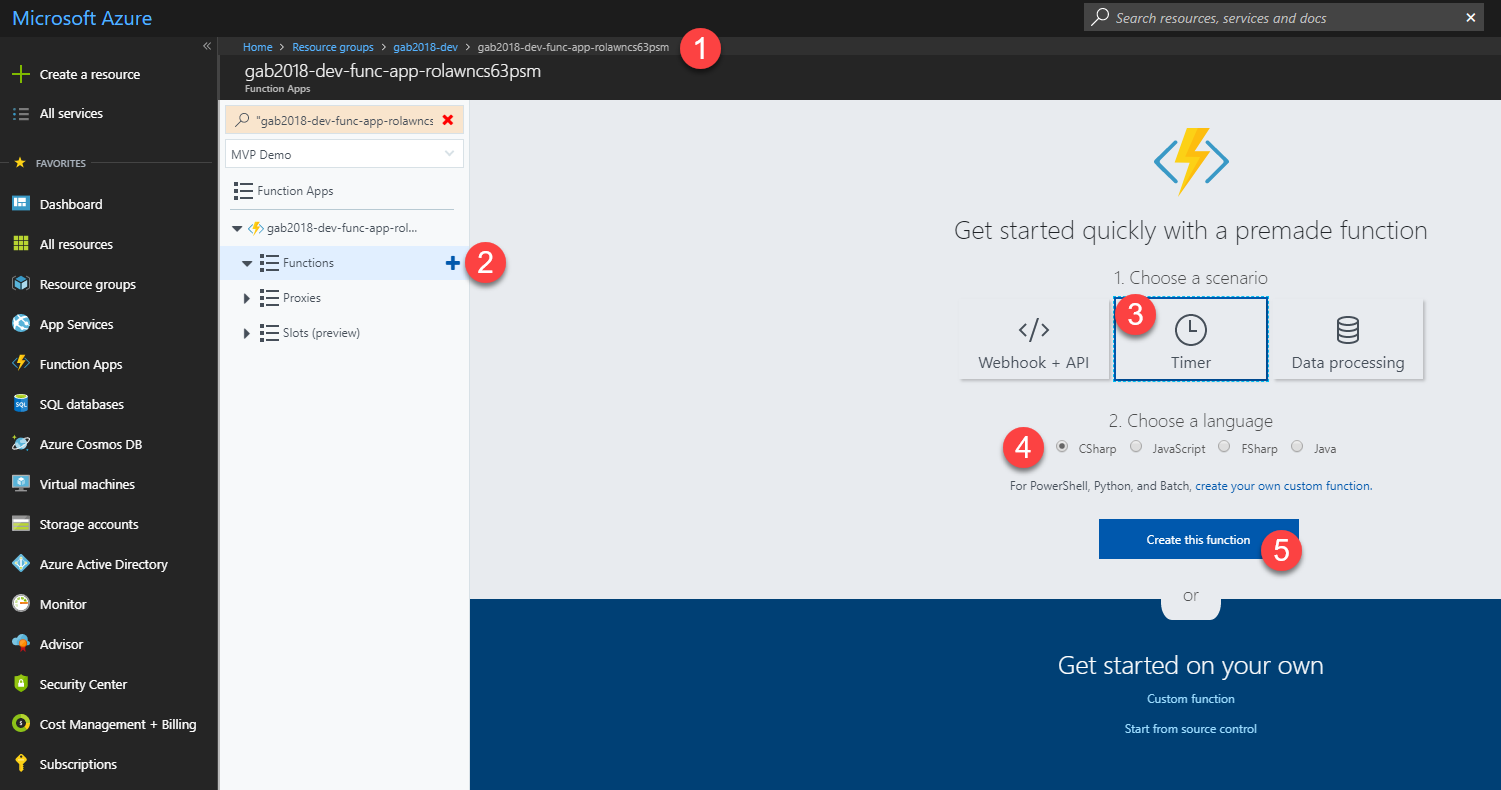 Microsoft Azure
Search resources, services and docs
Home > Resource groups > gab2018-dev > gab2018-dev-func-app-rolawncs63psm
1
gab2018-dev-func-app-rolawncs63psm
Function Apps
Create a resource
All services
FAVORITES
Dashboard
All resources
Resource groups
App Services
Function Apps
SQL databases
Azure Cosmos DB
Virtual machines
Storage accounts
Azure Active Directory
Monitor
Advisor
Security Center
Cost Management + Billing
Subscriptions
"gab2018-dev-func-app-rolawncs
MVP Demo
Function Apps
gab2018-dev-func-app-rol...
Functions
2
Proxies
Slots (preview)
Get started quickly with a premade function
1. Choose a scenario
3
Webhook + API
Timer
Data processing
2. Choose a language
4
CSharp JavaScript FSharp Java
For PowerShell, Python, and Batch, create your own custom function.
Create this function
5
or
Get started on your own
Custom function
Start from source control